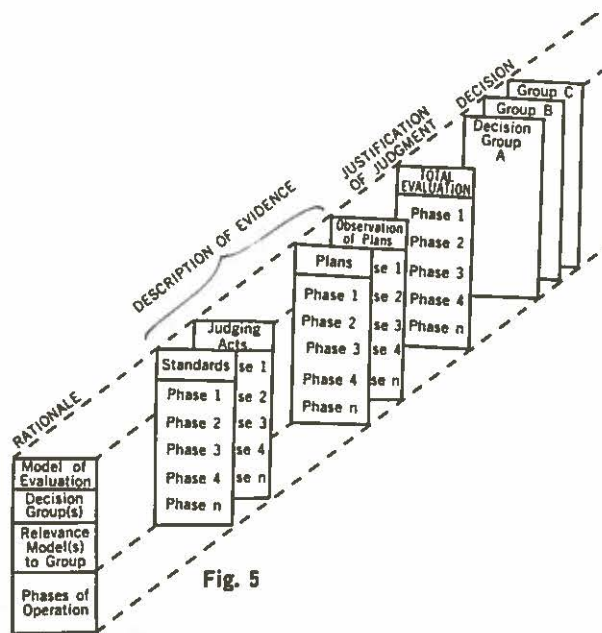 RATIONALE
Model of
Evaluation
Decision
Group(s)
Relevance
Model(s)
to Group
Phases of
Operation
DESCRIPTION OF EVIDENCE
Standards
Phase 1
Phase 2
Phase 3
Phase 4
Phase n
Judging
Acts
se 1
se 2
se 3
se 4
se n
Plans
Phase 1
Phase 2
Phase 3
Phase 4
Phase n
Observation
of Plans
se 1
se 2
se 3
se 4
se n
JUSTIFICATION
OF JUDGMENT
TOTAL
EVALUATION
Phase 1
Phase 2
Phase 3
Phase 4
Phase n
DECISION
Decision
Group
A
Group B
Group C
Fig. 5